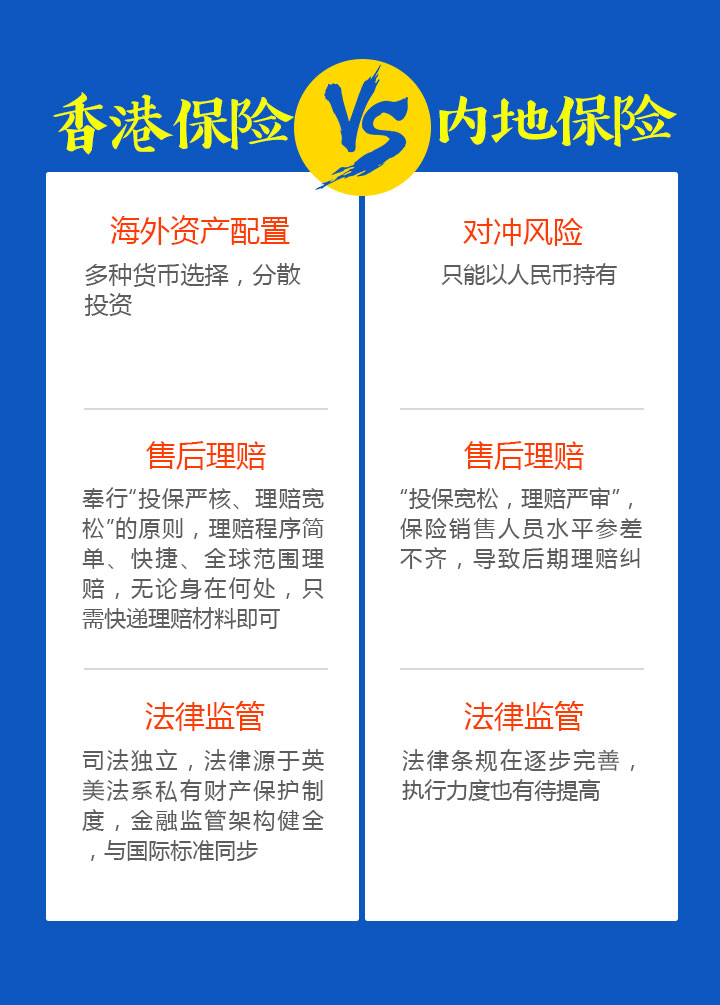 香港保险
VS
内地保险
海外资产配置
多种货币选择，分散
投资
售后理赔
奉行“投保严核、理赔宽
松”的原则，理赔程序简
单、快捷、全球范围理
赔，无论身在何处，只
需快递理赔材料即可
法律监管
司法独立，法律源于英
美法系私有财产保护制
度，金融监管架构健全
，与国际标准同步
对冲风险
只能以人民币持有
售后理赔
“投保宽松，理赔严审”，
保险销售人员水平参差
不齐，导致后期理赔纠
法律监管
法律条规在逐步完善，
执行力度也有待提高